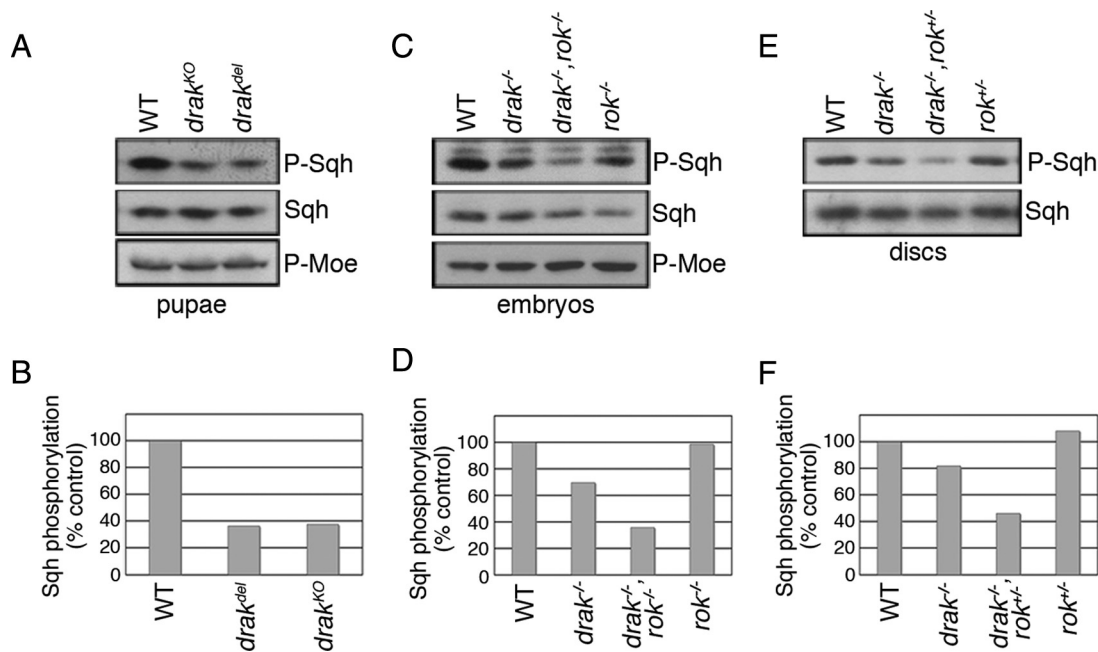 A
WT
drakKO
drakdel
P-Sqh
Sqh
P-Moe
pupae
C
WT
drak-/-
drak-/-,rok-/-
rok-/-
P-Sqh
Sqh
P-Moe
embryos
E
WT
drak-/-
drak-/-,rok+/-
rok+/-
P-Sqh
Sqh
discs
B
Sqh phosphorylation
(% control)
100
80
60
40
20
0
WT
drakdel
drakKO
D
Sqh phosphorylation
(% control)
100
80
60
40
20
0
WT
drak-/-
drak-/-,
rok-/-
rok-/-
F
Sqh phosphorylation
(% control)
100
80
60
40
20
0
WT
drak-/-
drak-/-,
rok+/-
rok+/-